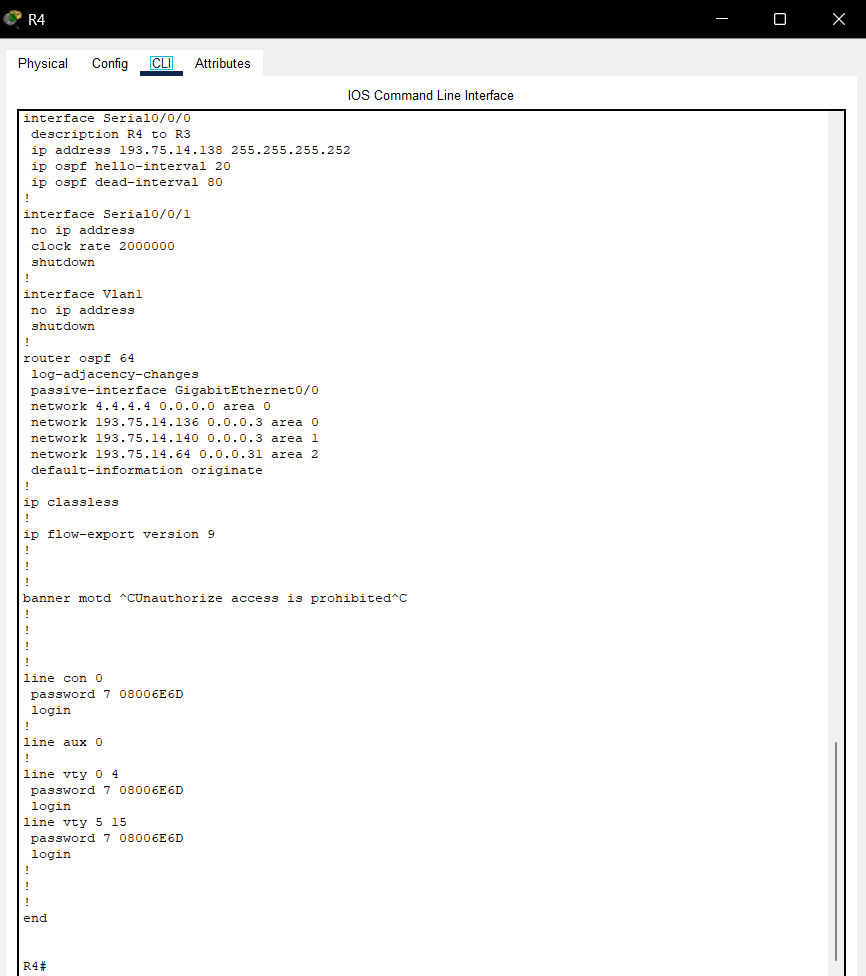 R4
Physical Config CLI Attributes
IOS Command Line Interface
interface Serial0/0/0
 description R4 to R3
 ip address 193.75.14.138 255.255.255.252
 ip ospf hello-interval 20
 ip ospf dead-interval 80
!
interface Serial0/0/1
 no ip address
 clock rate 2000000
 shutdown
!
interface Vlan1
 no ip address
 shutdown
!
router ospf 64
 log-adjacency-changes
 passive-interface GigabitEthernet0/0
 network 4.4.4.4 0.0.0.0 area 0
 network 193.75.14.136 0.0.0.3 area 0
 network 193.75.14.140 0.0.0.3 area 1
 network 193.75.14.64 0.0.0.31 area 2
 default-information originate
!
ip classless
!
ip flow-export version 9
!
!
!
banner motd ^CUnauthorize access is prohibited^C
!
!
!
!
line con 0
 password 7 08006E6D
 login
!
line aux 0
!
line vty 0 4
 password 7 08006E6D
 login
line vty 5 15
 password 7 08006E6D
 login
!
!
!
end
R4#